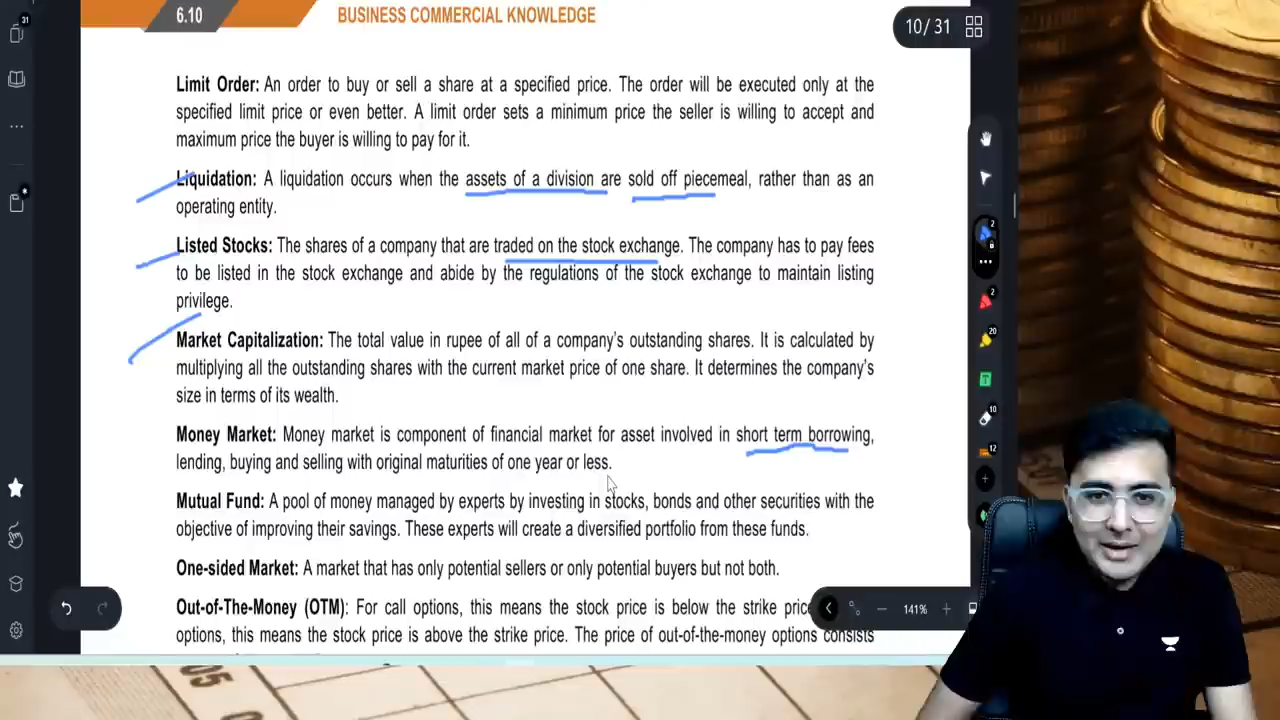 31
6.10
BUSINESS COMMERCIAL KNOWLEDGE
10/31
Limit Order: An order to buy or sell a share at a specified price. The order will be executed only at the
specified limit price or even better. A limit order sets a minimum price the seller is willing to accept and
maximum price the buyer is willing to pay for it.
Liquidation: A liquidation occurs when the assets of a division are sold off piecemeal, rather than as an
operating entity.
Listed Stocks: The shares of a company that are traded on the stock exchange. The company has to pay fees
to be listed in the stock exchange and abide by the regulations of the stock exchange to maintain listing
privilege.
Market Capitalization: The total value in rupee of all of a company's outstanding shares. It is calculated by
multiplying all the outstanding shares with the current market price of one share. It determines the company's
size in terms of its wealth.
Money Market: Money market is component of financial market for asset involved in short term borrowing,
lending, buying and selling with original maturities of one year or less.
Mutual Fund: A pool of money managed by experts by investing in stocks, bonds and other securities with the
objective of improving their savings. These experts will create a diversified portfolio from these funds.
One-sided Market: A market that has only potential sellers or only potential buyers but not both.
Out-of-The-Money (OTM): For call options, this means the stock price is below the strike
options, this means the stock price is above the strike price. The price of out-of-the-money options consists
141%
2
2
20
T
10
12
05